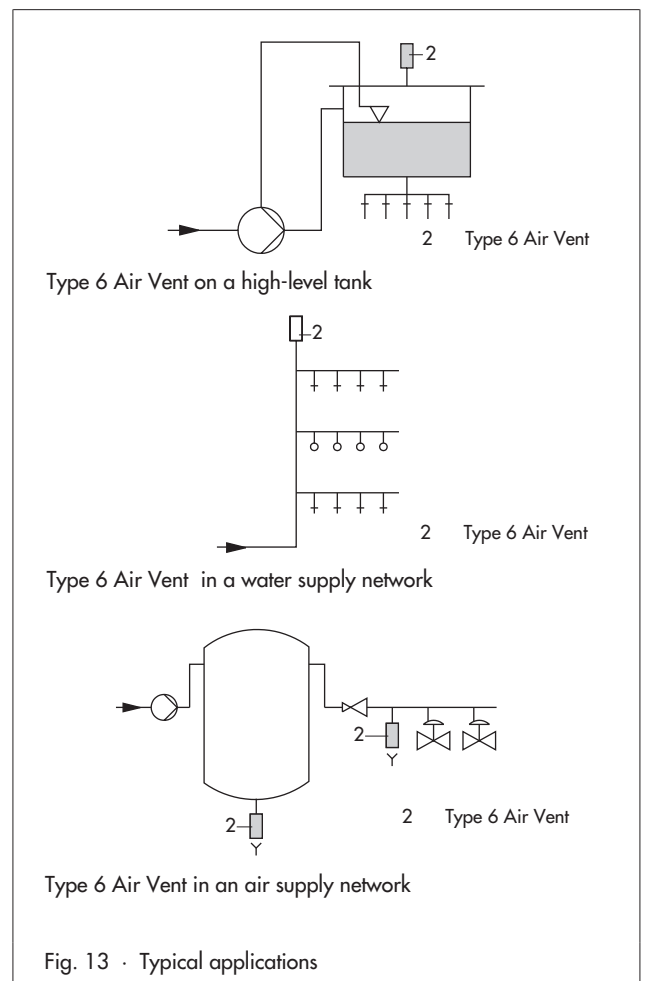 2
2 Type 6 Air Vent
Type 6 Air Vent on a high-level tank
2
2 Type 6 Air Vent
Type 6 Air Vent in a water supply network
2
2
2 Type 6 Air Vent
Type 6 Air Vent in an air supply network
Fig. 13 · Typical applications